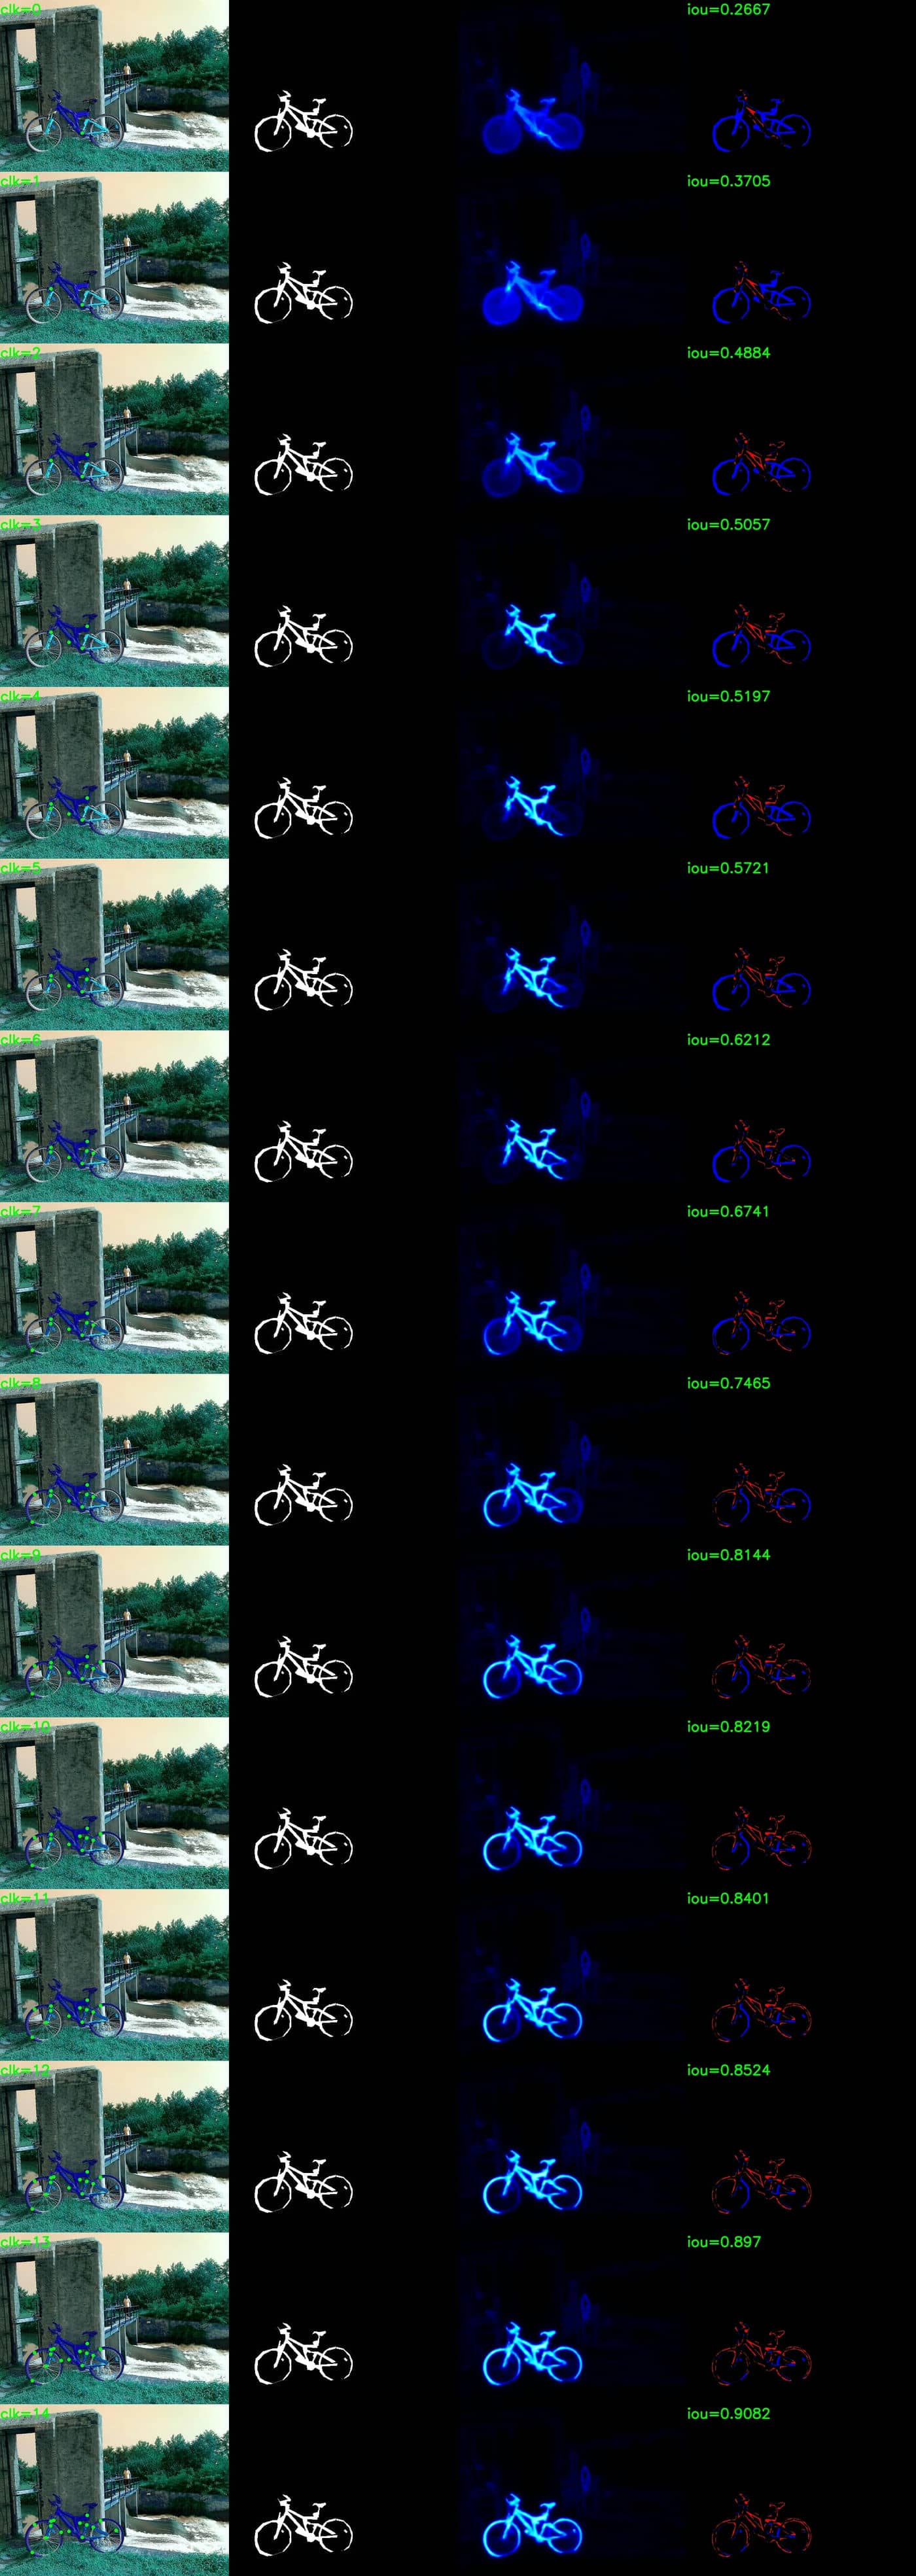 clk=0 iou=0.2667
clk=1 iou=0.3705
clk=2 iou=0.4884
clk=3 iou=0.5057
clk=4 iou=0.5197
clk=5 iou=0.5721
clk=6 iou=0.6212
clk=7 iou=0.6741
clk=8 iou=0.7465
clk=9 iou=0.8144
clk=10 iou=0.8219
clk=11 iou=0.8401
clk=12 iou=0.8524
clk=13 iou=0.897
clk=14 iou=0.9082